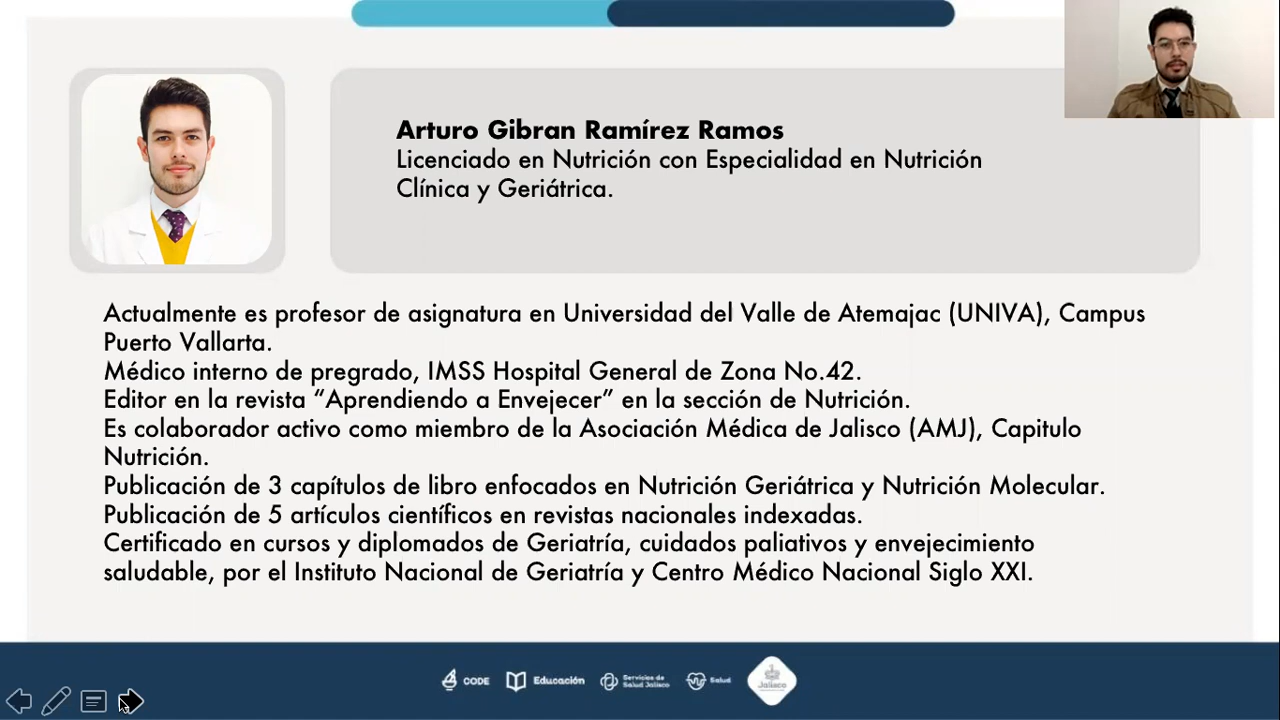 Arturo Gibran Ramírez Ramos
Licenciado en Nutrición con Especialidad en Nutrición
Clínica y Geriátrica.
Actualmente es profesor de asignatura en Universidad del Valle de Atemajac (UNIVA), Campus
Puerto Vallarta.
Médico interno de pregrado, IMSS Hospital General de Zona No.42.
Editor en la revista “Aprendiendo a Envejecer” en la sección de Nutrición.
Es colaborador activo como miembro de la Asociación Médica de Jalisco (AMJ), Capitulo
Nutrición.
Publicación de 3 capítulos de libro enfocados en Nutrición Geriátrica y Nutrición Molecular.
Publicación de 5 artículos científicos en revistas nacionales indexadas.
Certificado en cursos y diplomados de Geriatría, cuidados paliativos y envejecimiento
saludable, por el Instituto Nacional de Geriatría y Centro Médico Nacional Siglo XXI.
CODE
Educación
Servicios de
Salud Jalisco
Salud
Jalisco